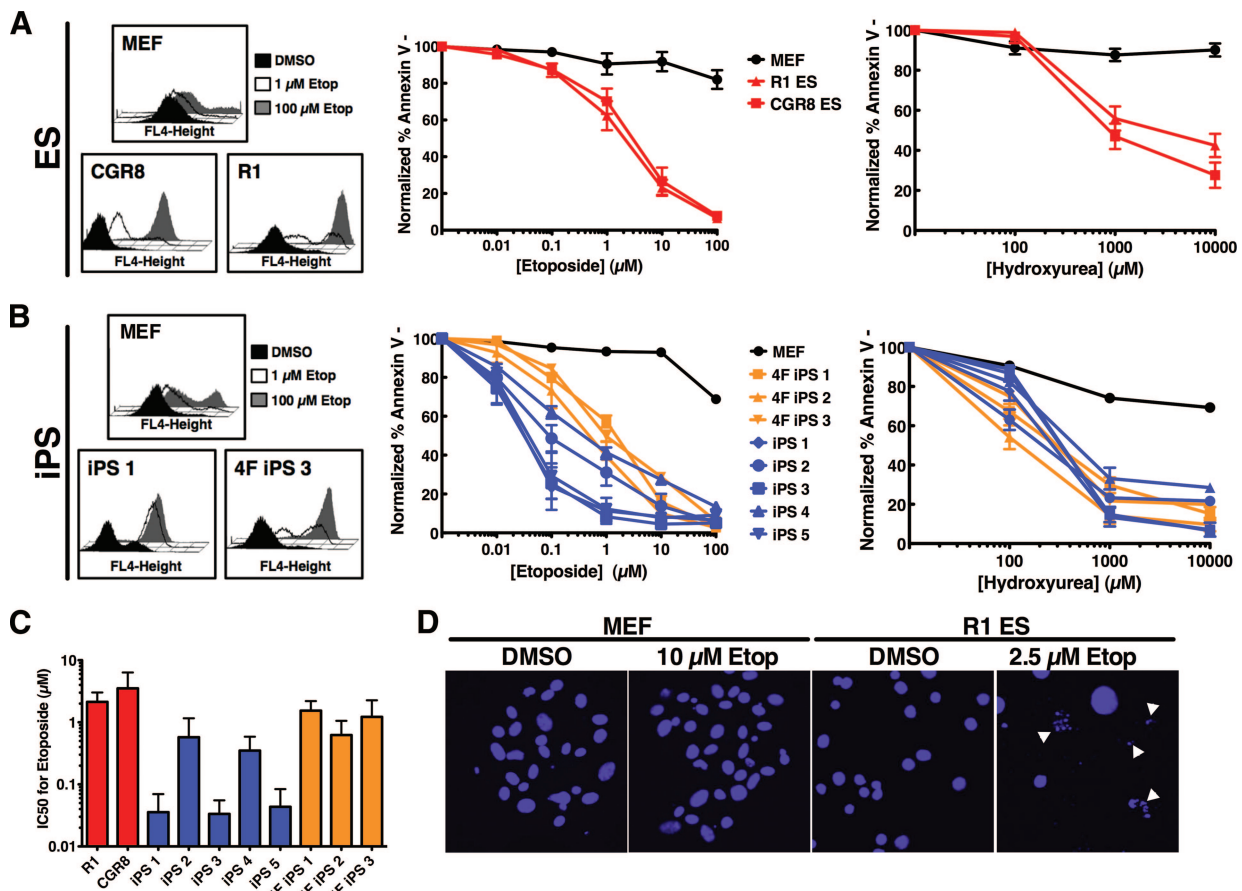 A
ES
MEF
DMSO
1 µM Etop
100 µM Etop
FL4-Height
CGR8
FL4-Height
R1
FL4-Height
Normalized % Annexin V -
100
80
60
40
20
0
0.01
0.1
1
10
100
[Etoposide] (µM)
MEF
R1 ES
CGR8 ES
Normalized % Annexin V -
100
80
60
40
20
0
100
1000
10000
[Hydroxyurea] (µM)
B
iPS
MEF
DMSO
1 µM Etop
100 µM Etop
FL4-Height
iPS 1
FL4-Height
4F iPS 3
FL4-Height
Normalized % Annexin V -
100
80
60
40
20
0
0.01
0.1
1
10
100
[Etoposide] (µM)
MEF
4F iPS 1
4F iPS 2
4F iPS 3
iPS 1
iPS 2
iPS 3
iPS 4
iPS 5
Normalized % Annexin V -
100
80
60
40
20
0
100
1000
10000
[Hydroxyurea] (µM)
C
IC50 for Etoposide (µM)
10
1
0.1
0.01
R1
CGR8
iPS 1
iPS 2
iPS 3
iPS 4
iPS 5
iPS 1
iPS 2
iPS 3
D
MEF
R1 ES
DMSO
10 µM Etop
DMSO
2.5 µM Etop